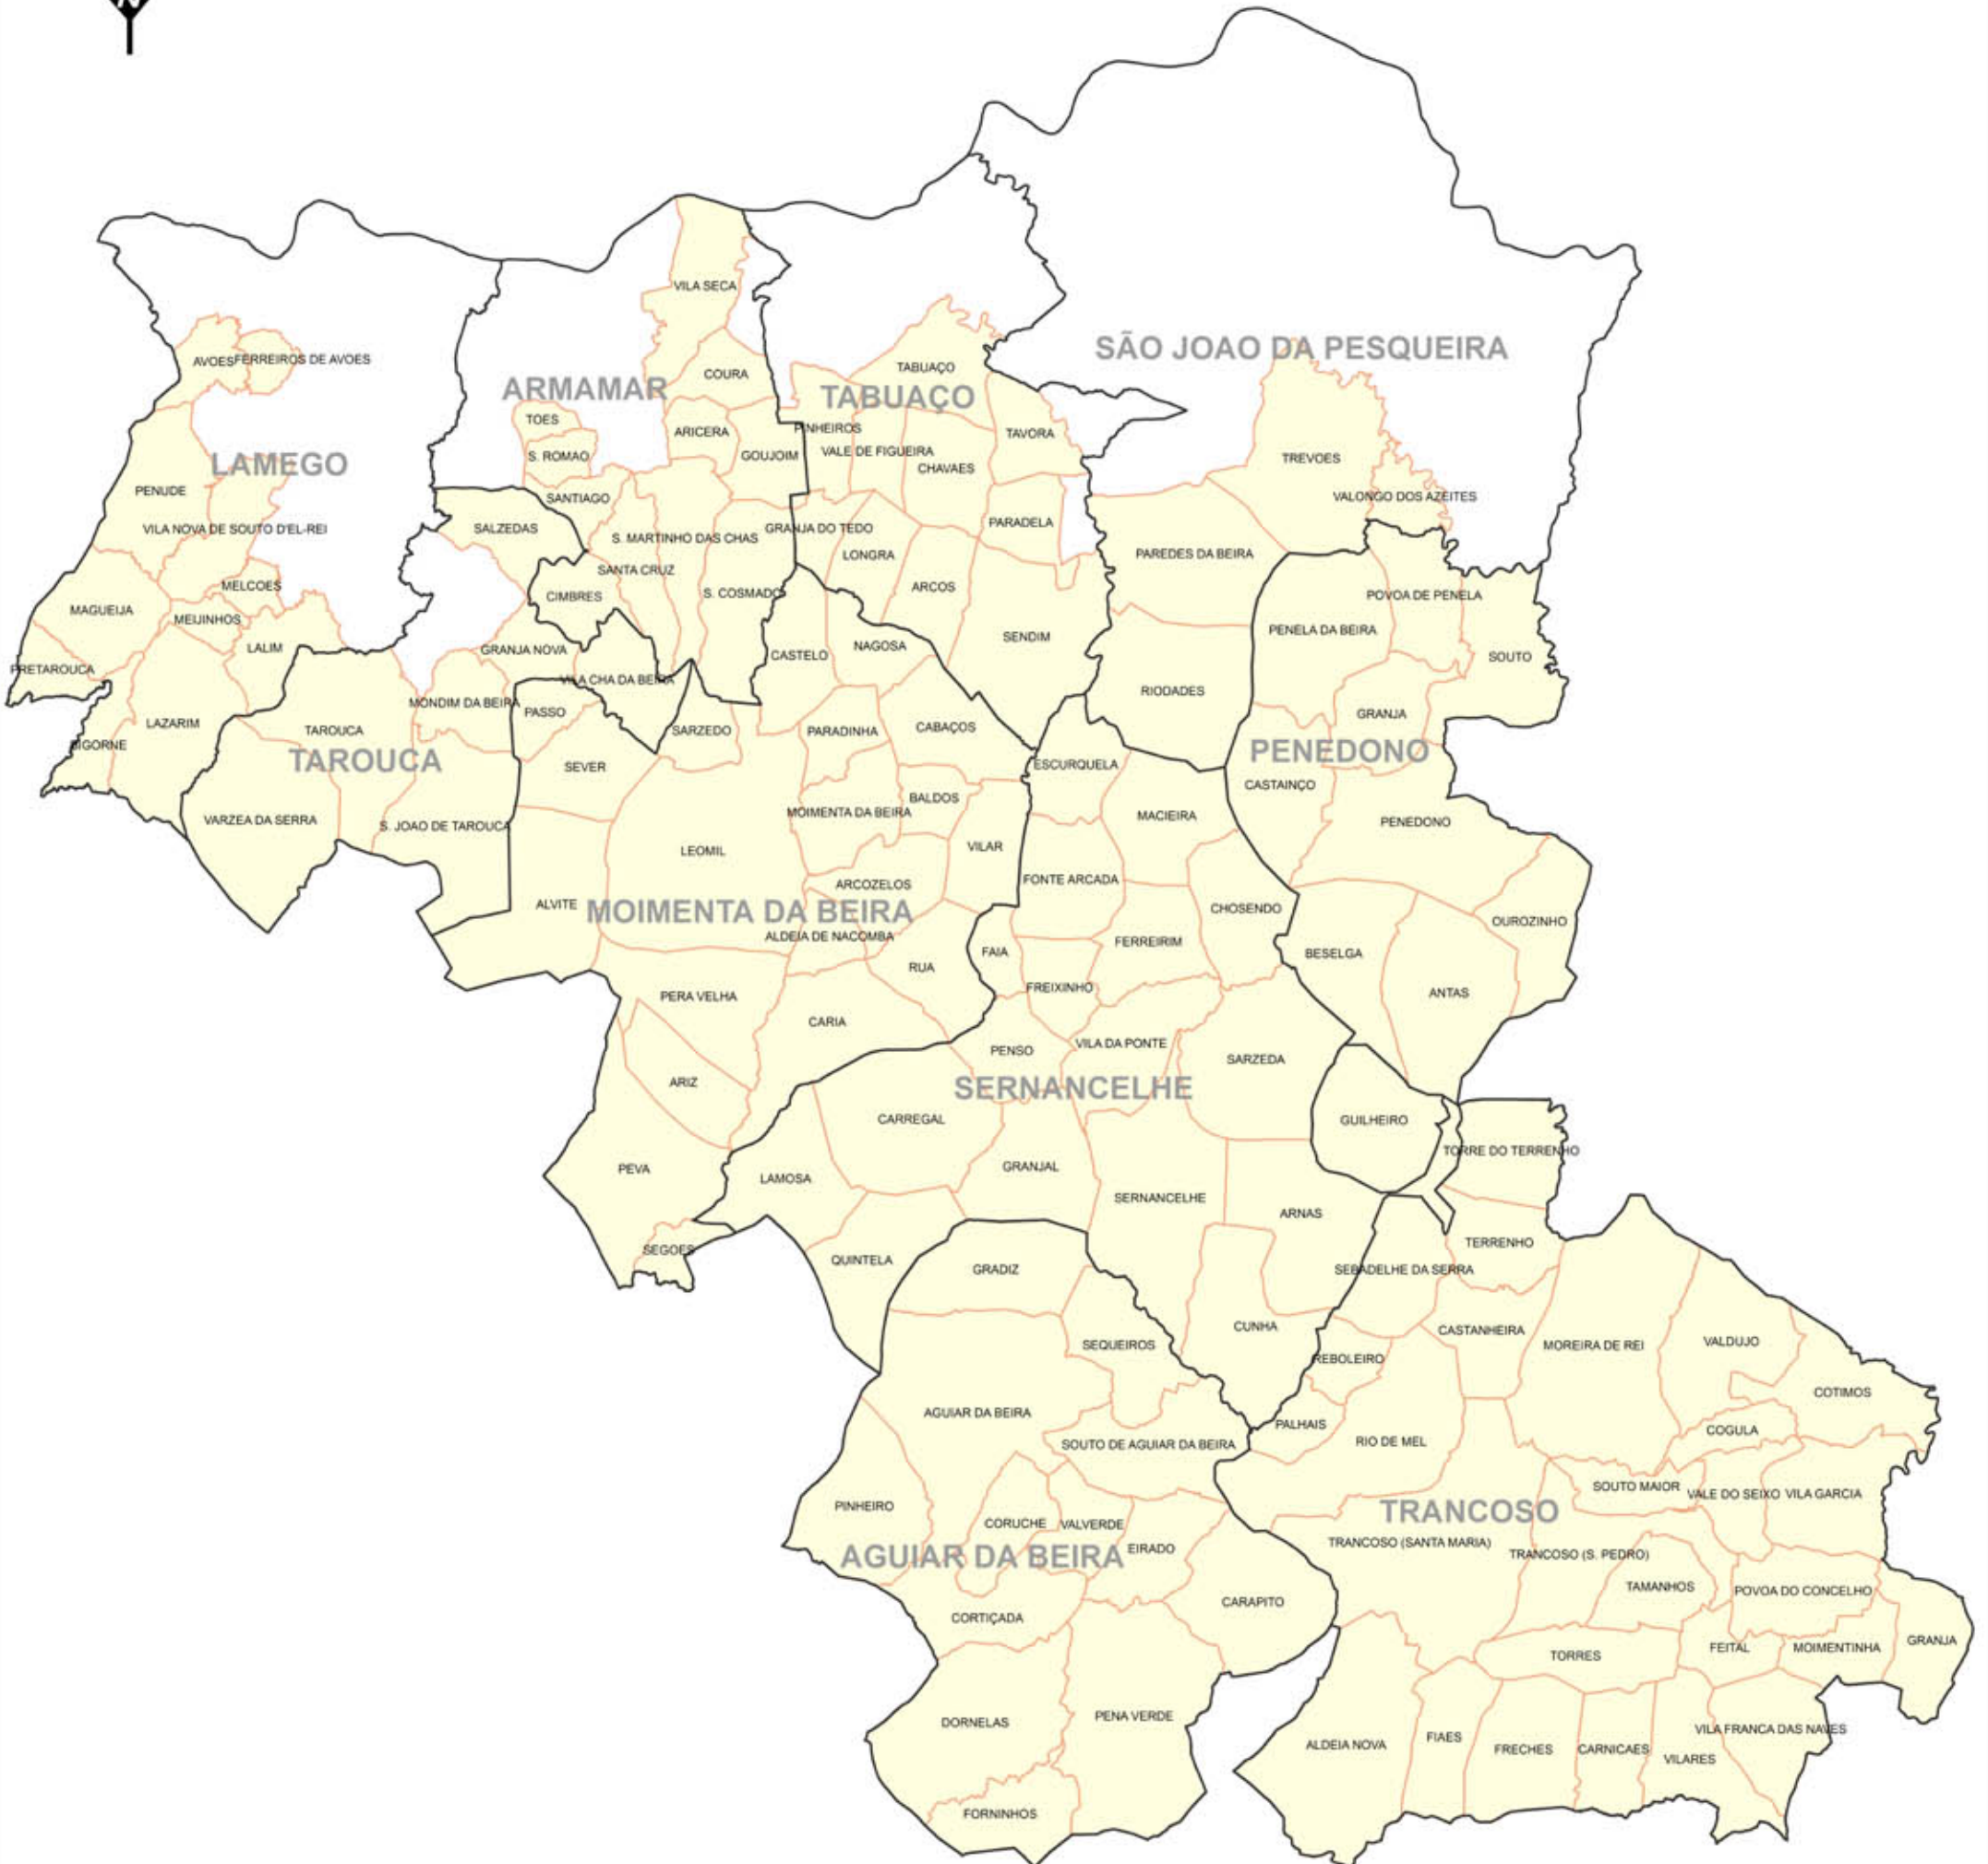 N
VILA SECA
SÃO JOAO DA PESQUEIRA
AVOES
FERREIROS DE AVOES
TABUAÇO
COURA
ARMAMAR
TABUAÇO
TOES
ARICERA
PINHEIROS
TAVORA
S. ROMAO
GOUJOIM
VALE DE FIGUEIRA
CHAVAES
TREVOES
LAMEGO
PENUDE
SANTIAGO
VALONGO DOS AZEITES
VILA NOVA DE SOUTO D'EL-REI
SALZEDAS
S. MARTINHO DAS CHAS
GRANJA DO TEDO
PARADELA
LONGRA
PAREDES DA BEIRA
MELCOES
SANTA CRUZ
ARCOS
CIMBRES
S. COSMADO
POVOA DE PENELA
MAGUEIJA
MEIJINHOS
PENELA DA BEIRA
SENDIM
LALIM
GRANJA NOVA
CASTELO
NAGOSA
SOUTO
PRETAROUCA
VILA CHA DA BEIRA
RIODADES
MONDIM DA BEIRA
PASSO
GRANJA
LAZARIM
TAROUCA
SARZEDO
PARADINHA
CABAÇOS
BIGORNE
TAROUCA
SEVER
ESCURQUELA
PENEDONO
CASTAINÇO
VARZEA DA SERRA
S. JOAO DE TAROUCA
MOIMENTA DA BEIRA
BALDOS
MACIEIRA
PENEDONO
LEOMIL
VILAR
ARCOZELOS
FONTE ARCADA
ALVITE
MOIMENTA DA BEIRA
CHOSENDO
OUROZINHO
ALDEIA DE NACOMBA
FAIA
FERREIRIM
BESELGA
RUA
PERA VELHA
FREIXINHO
ANTAS
CARIA
PENSO
VILA DA PONTE
SARZEDA
ARIZ
SERNANCELHE
CARREGAL
GUILHEIRO
TORRE DO TERRENHO
PEVA
LAMOSA
GRANJAL
SERNANCELHE
ARNAS
SEGOES
QUINTELA
GRADIZ
TERRENHO
SEBADELHE DA SERRA
CUNHA
CASTANHEIRA
SEQUEIROS
MOREIRA DE REI
VALDUJO
REBOLEIRO
COTIMOS
AGUIAR DA BEIRA
PALHAIS
COGULA
SOUTO DE AGUIAR DA BEIRA
RIO DE MEL
SOUTO MAIOR
VALE DO SEIXO
VILA GARCIA
PINHEIRO
TRANCOSO
CORUCHE
VALVERDE
TRANCOSO (SANTA MARIA)
EIRADO
AGUIAR DA BEIRA
TRANCOSO (S. PEDRO)
TAMANHOS
POVOA DO CONCELHO
CARAPITO
CORTIÇADA
TORRES
FEITAL
MOIMENTINHA
GRANJA
DORNELAS
PENA VERDE
VILA FRANCA DAS NAVES
ALDEIA NOVA
FIAES
FRECHES
CARNICAES
VILARES
FORNINHOS